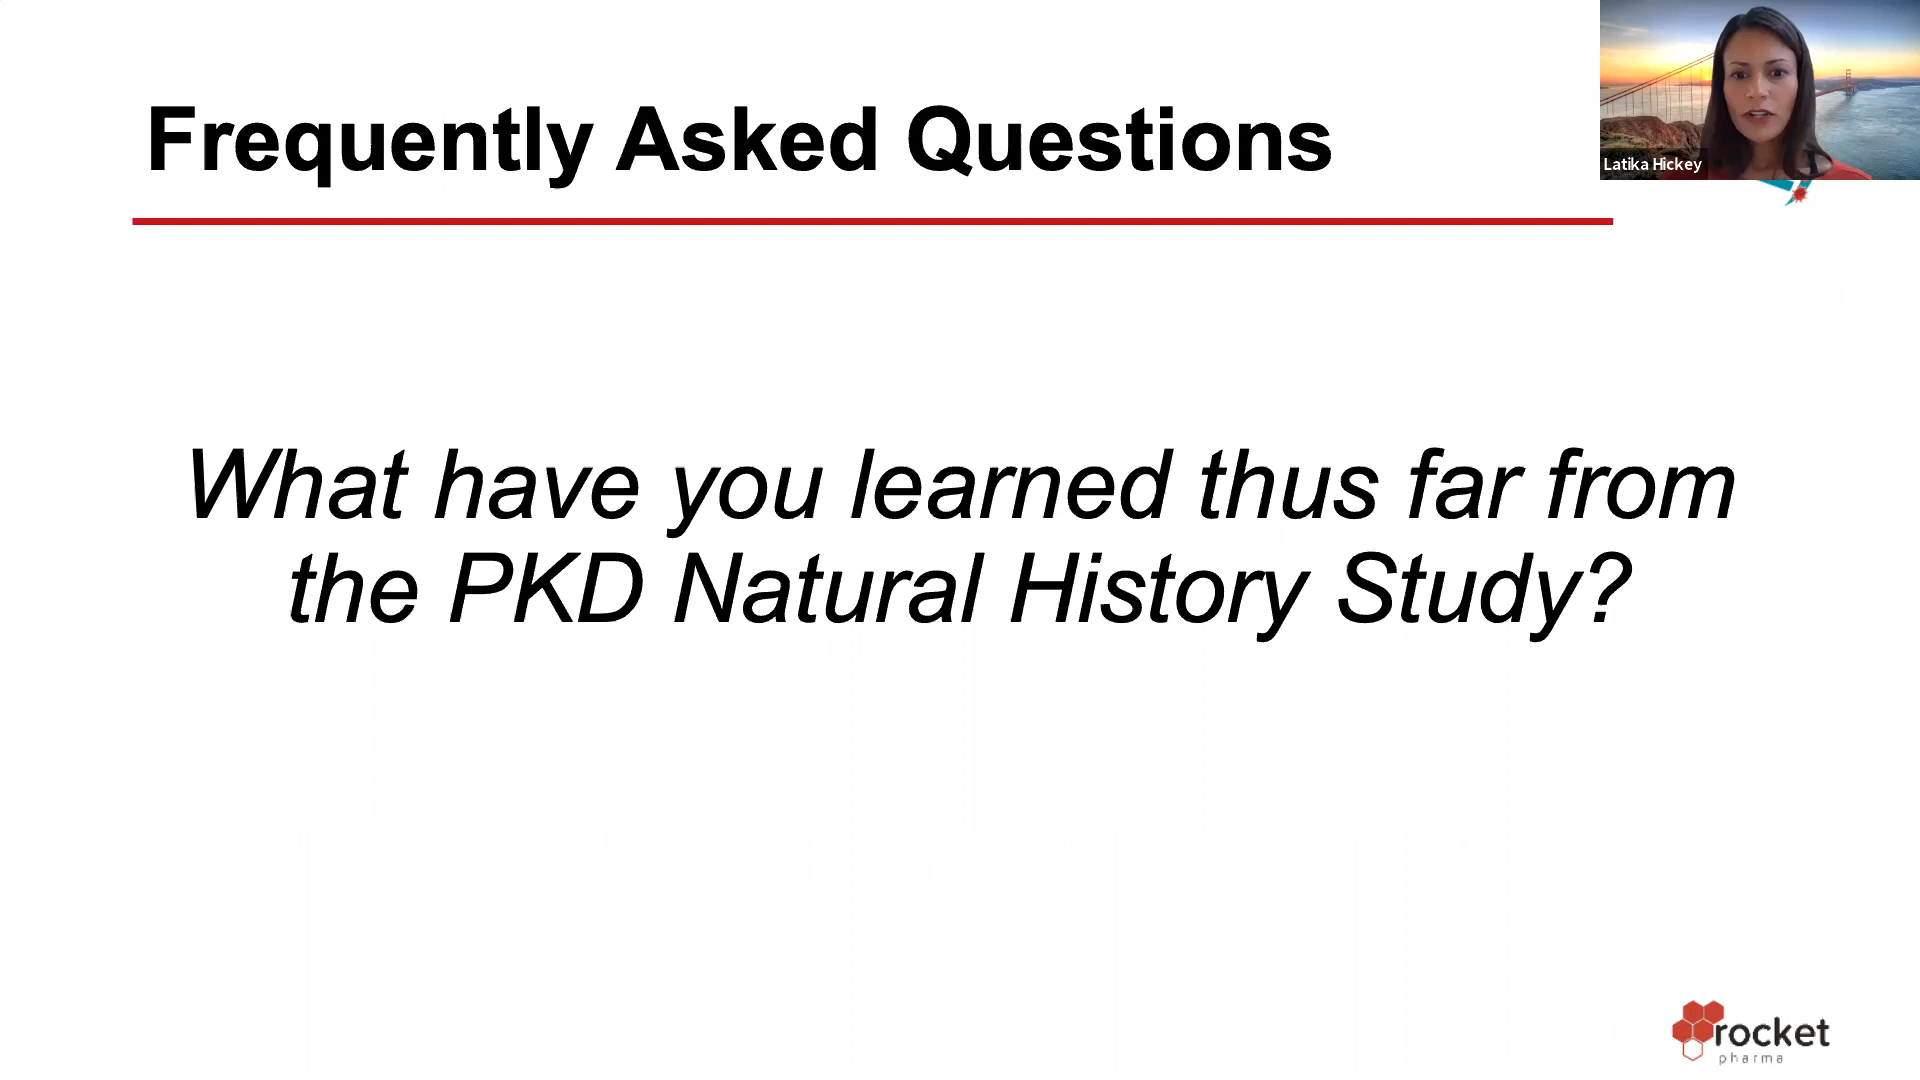 Frequently Asked Questions
Latika Hickey
What have you learned thus far from
the PKD Natural History Study?
rocket
pharma